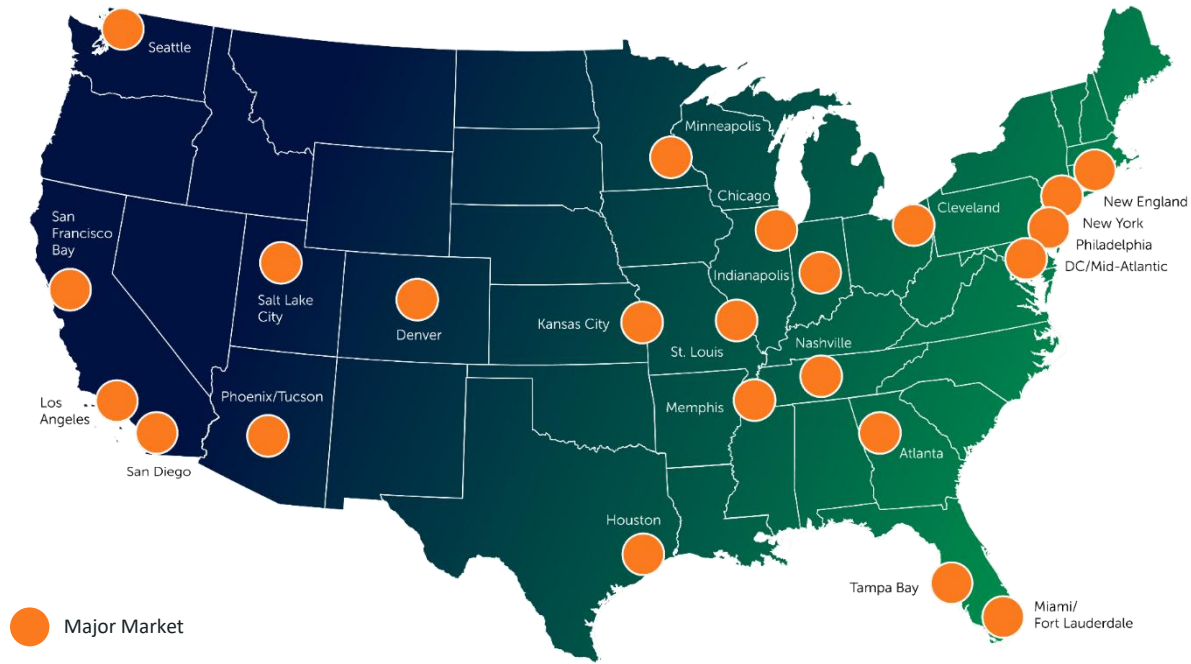 Seattle
Minneapolis
Chicago
Cleveland
New England
New York
Philadelphia
DC/Mid-Atlantic
San
Francisco
Bay
Salt Lake
City
Denver
Kansas City
Indianapolis
St. Louis
Nashville
Los
Angeles
San Diego
Phoenix/Tucson
Memphis
Atlanta
Houston
Tampa Bay
Miami/
Fort Lauderdale
Major Market